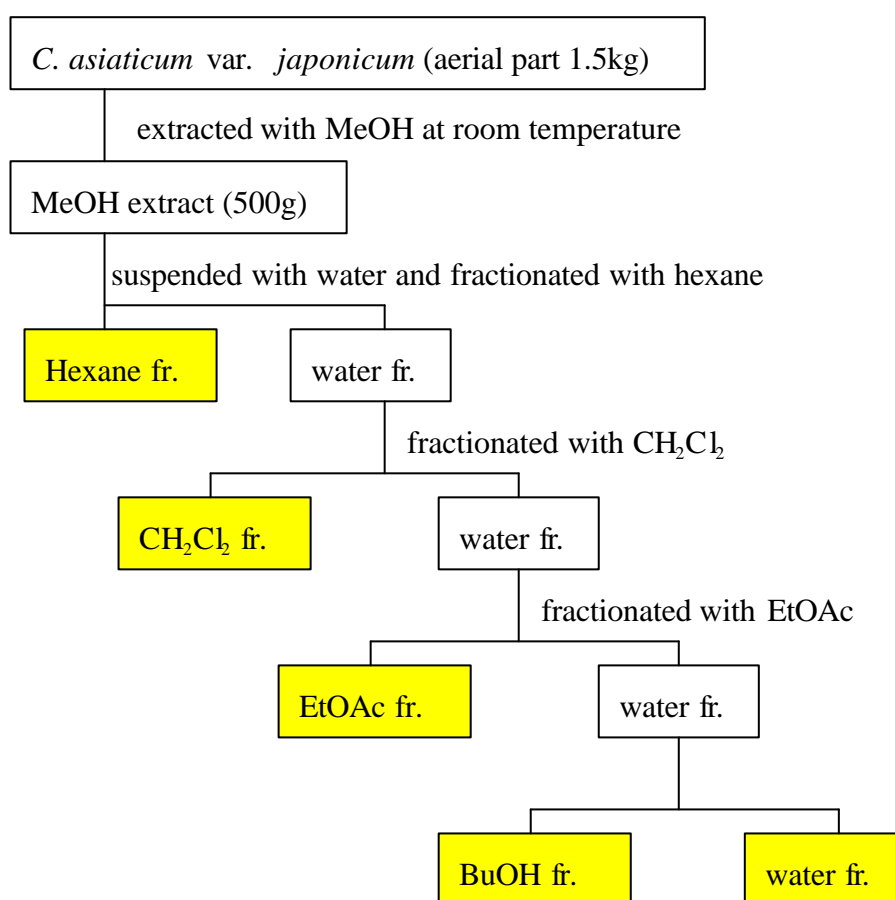 C. asiaticum var. japonicum (aerial part 1.5kg)
extracted with MeOH at room temperature
MeOH extract (500g)
suspended with water and fractionated with hexane
Hexane fr.
water fr.
fractionated with CH₂Cl₂
CH₂Cl₂ fr.
water fr.
fractionated with EtOAc
EtOAc fr.
water fr.
BuOH fr.
water fr.